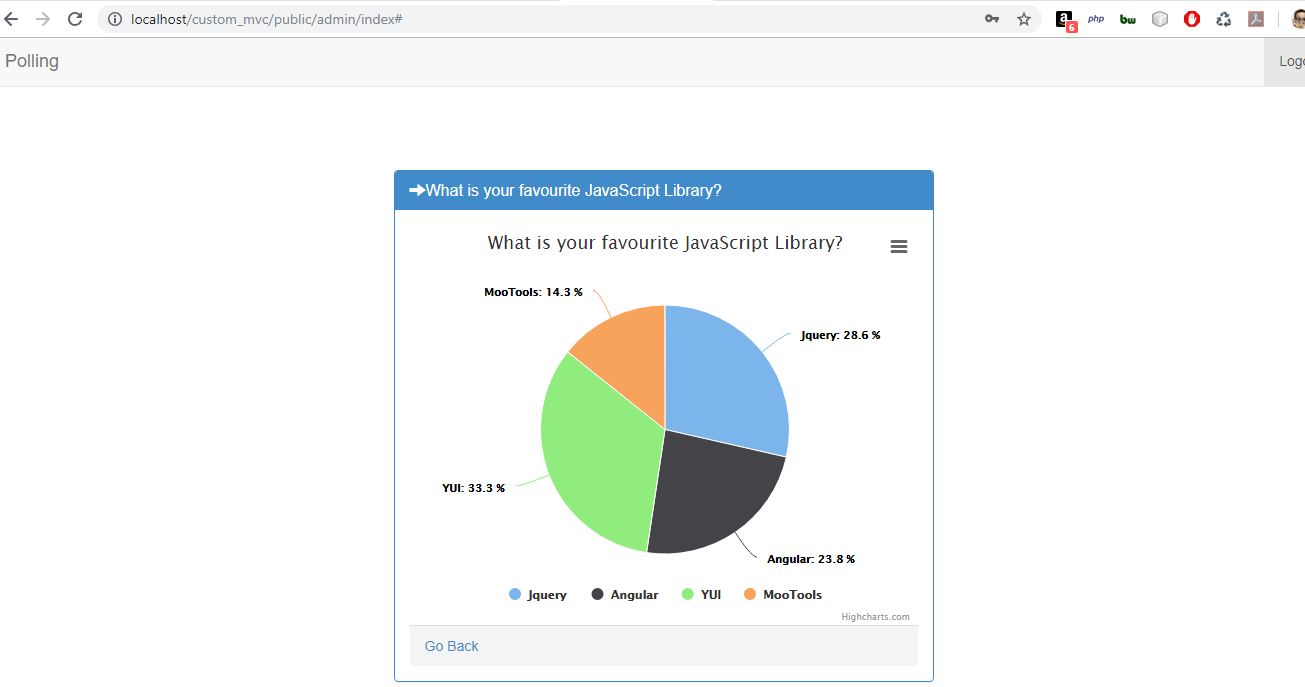 localhost/custom_mvc/public/admin/index#
a
6
php
bw
Polling
Logo
What is your favourite JavaScript Library?
What is your favourite JavaScript Library?
MooTools: 14.3 %
Jquery: 28.6 %
YUI: 33.3 %
Angular: 23.8 %
Jquery Angular YUI MooTools
Highcharts.com
Go Back